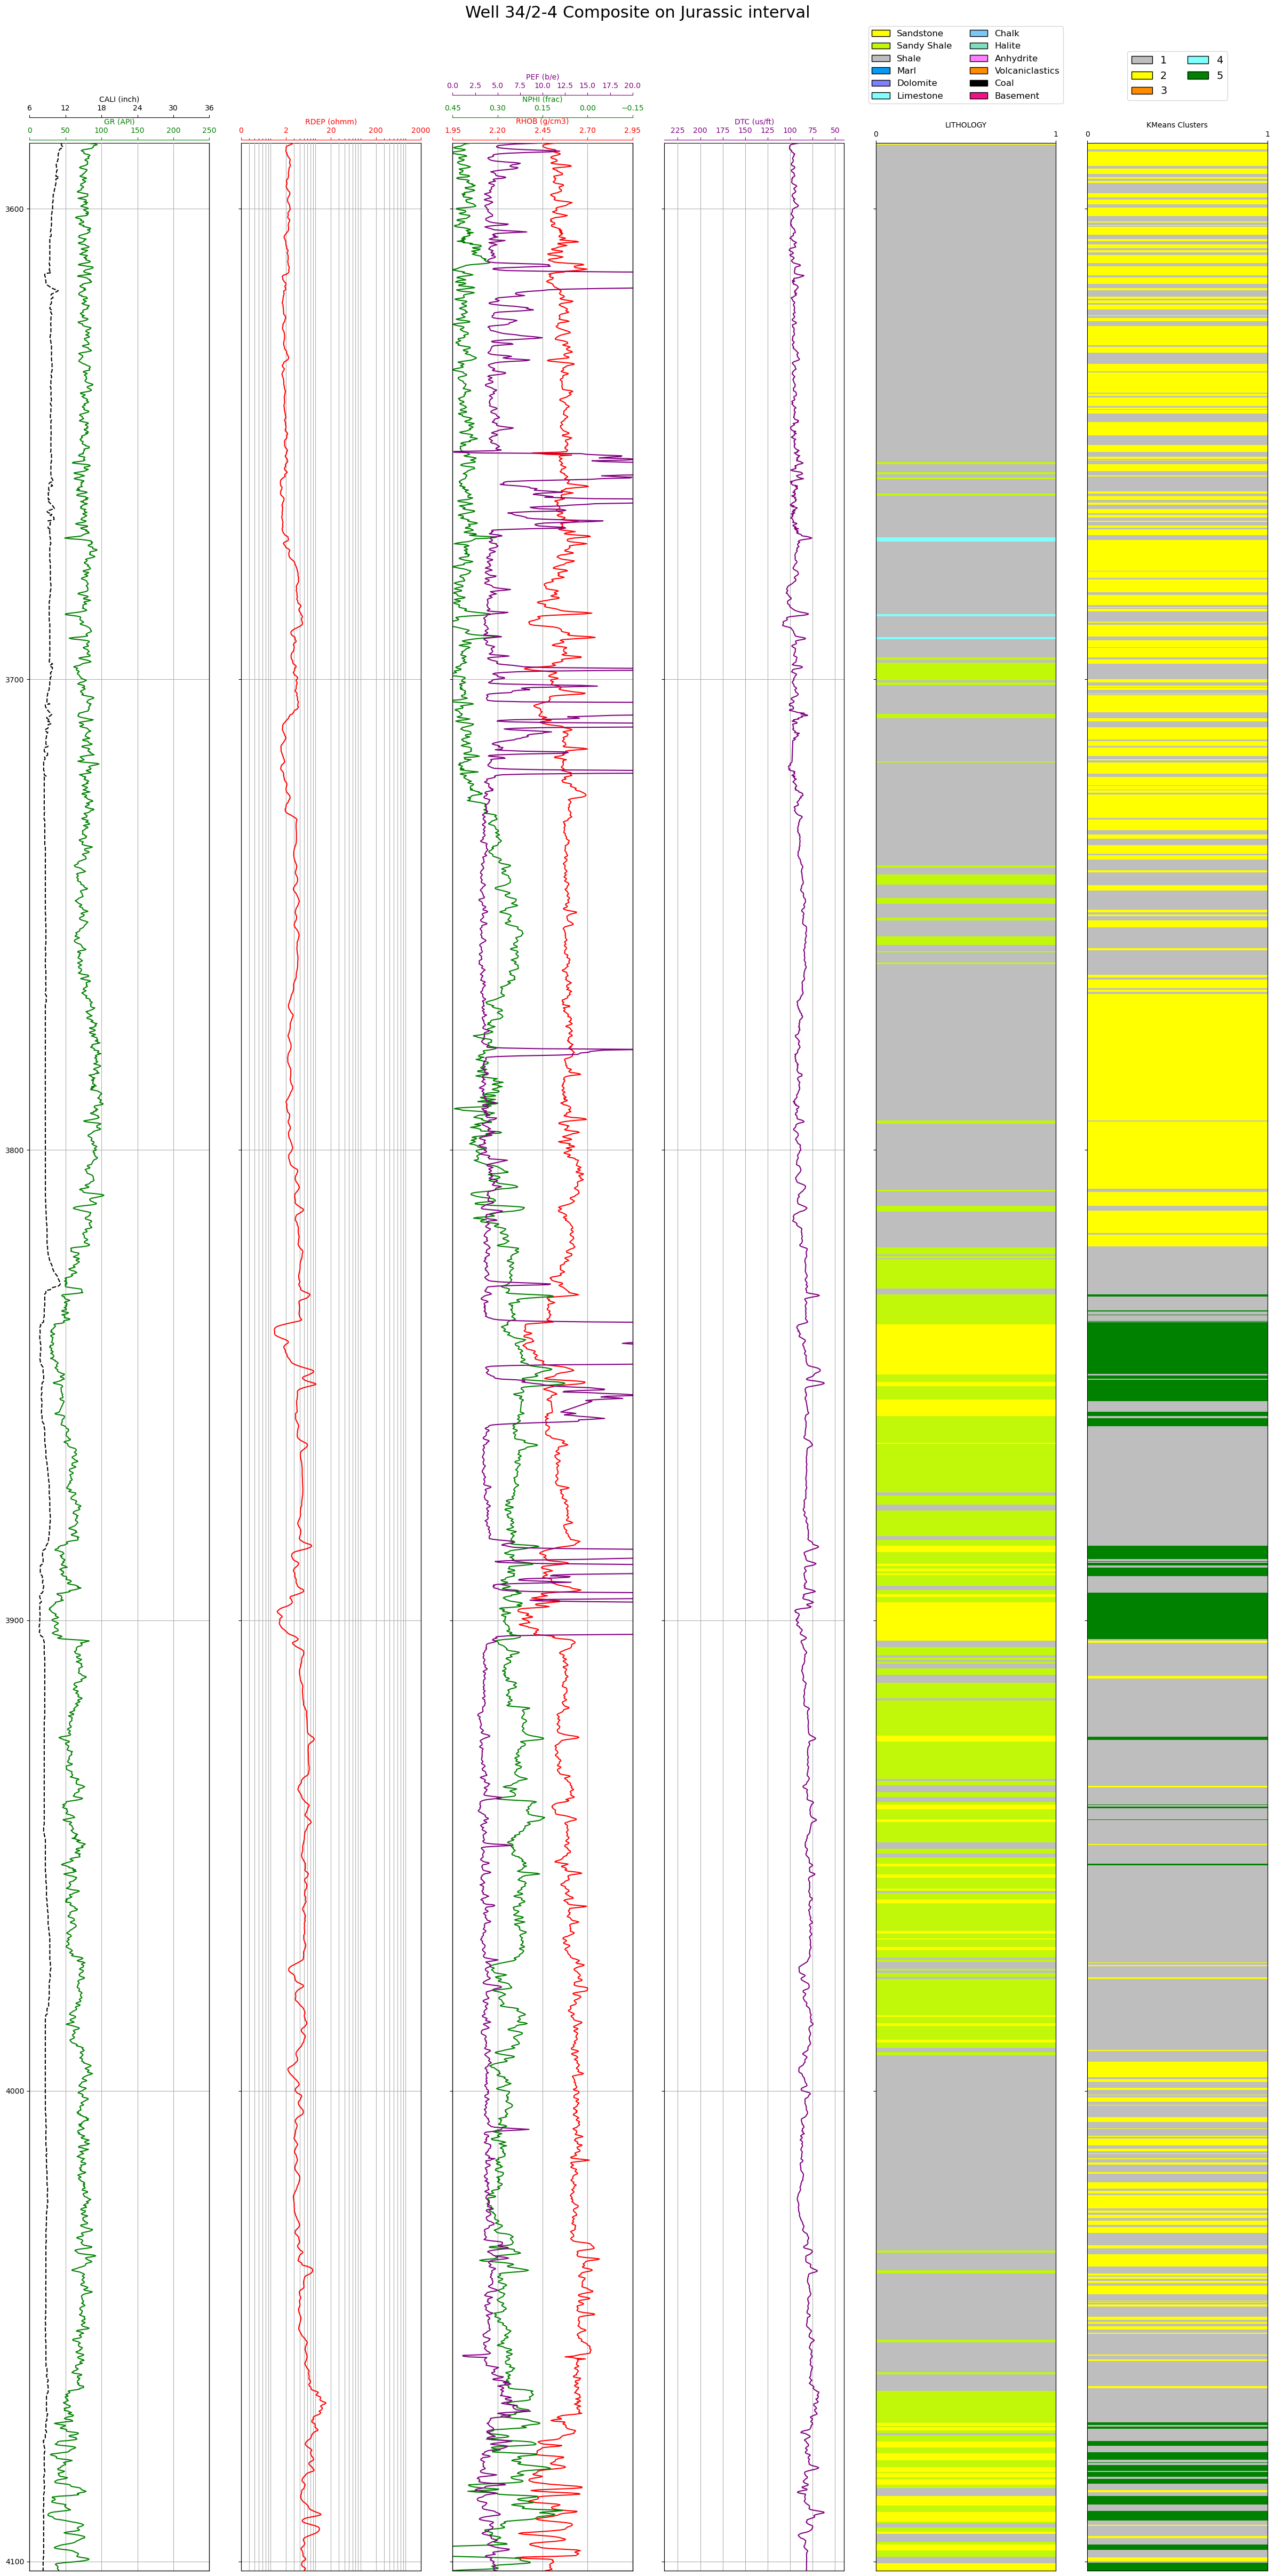 Well 34/2-4 Composite on Jurassic interval
Sandstone Chalk
Sandy Shale Halite
Shale Anhydrite
Marl Volcaniclastics
Dolomite Coal
Limestone Basement
1 4
2 5
3
PEF (b/e)
0.0 2.5 5.0 7.5 10.0 12.5 15.0 17.5 20.0
CALI (inch) NPHI (frac)
6 12 18 24 30 36 0.45 0.30 0.15 0.00 −0.15
GR (API) RDEP (ohmm) RHOB (g/cm3) DTC (us/ft) LITHOLOGY KMeans Clusters
0 50 100 150 200 250 0 2 20 200 2000 1.95 2.20 2.45 2.70 2.95 225 200 175 150 125 100 75 50 0 1 0 1
3600
3700
3800
3900
4000
4100